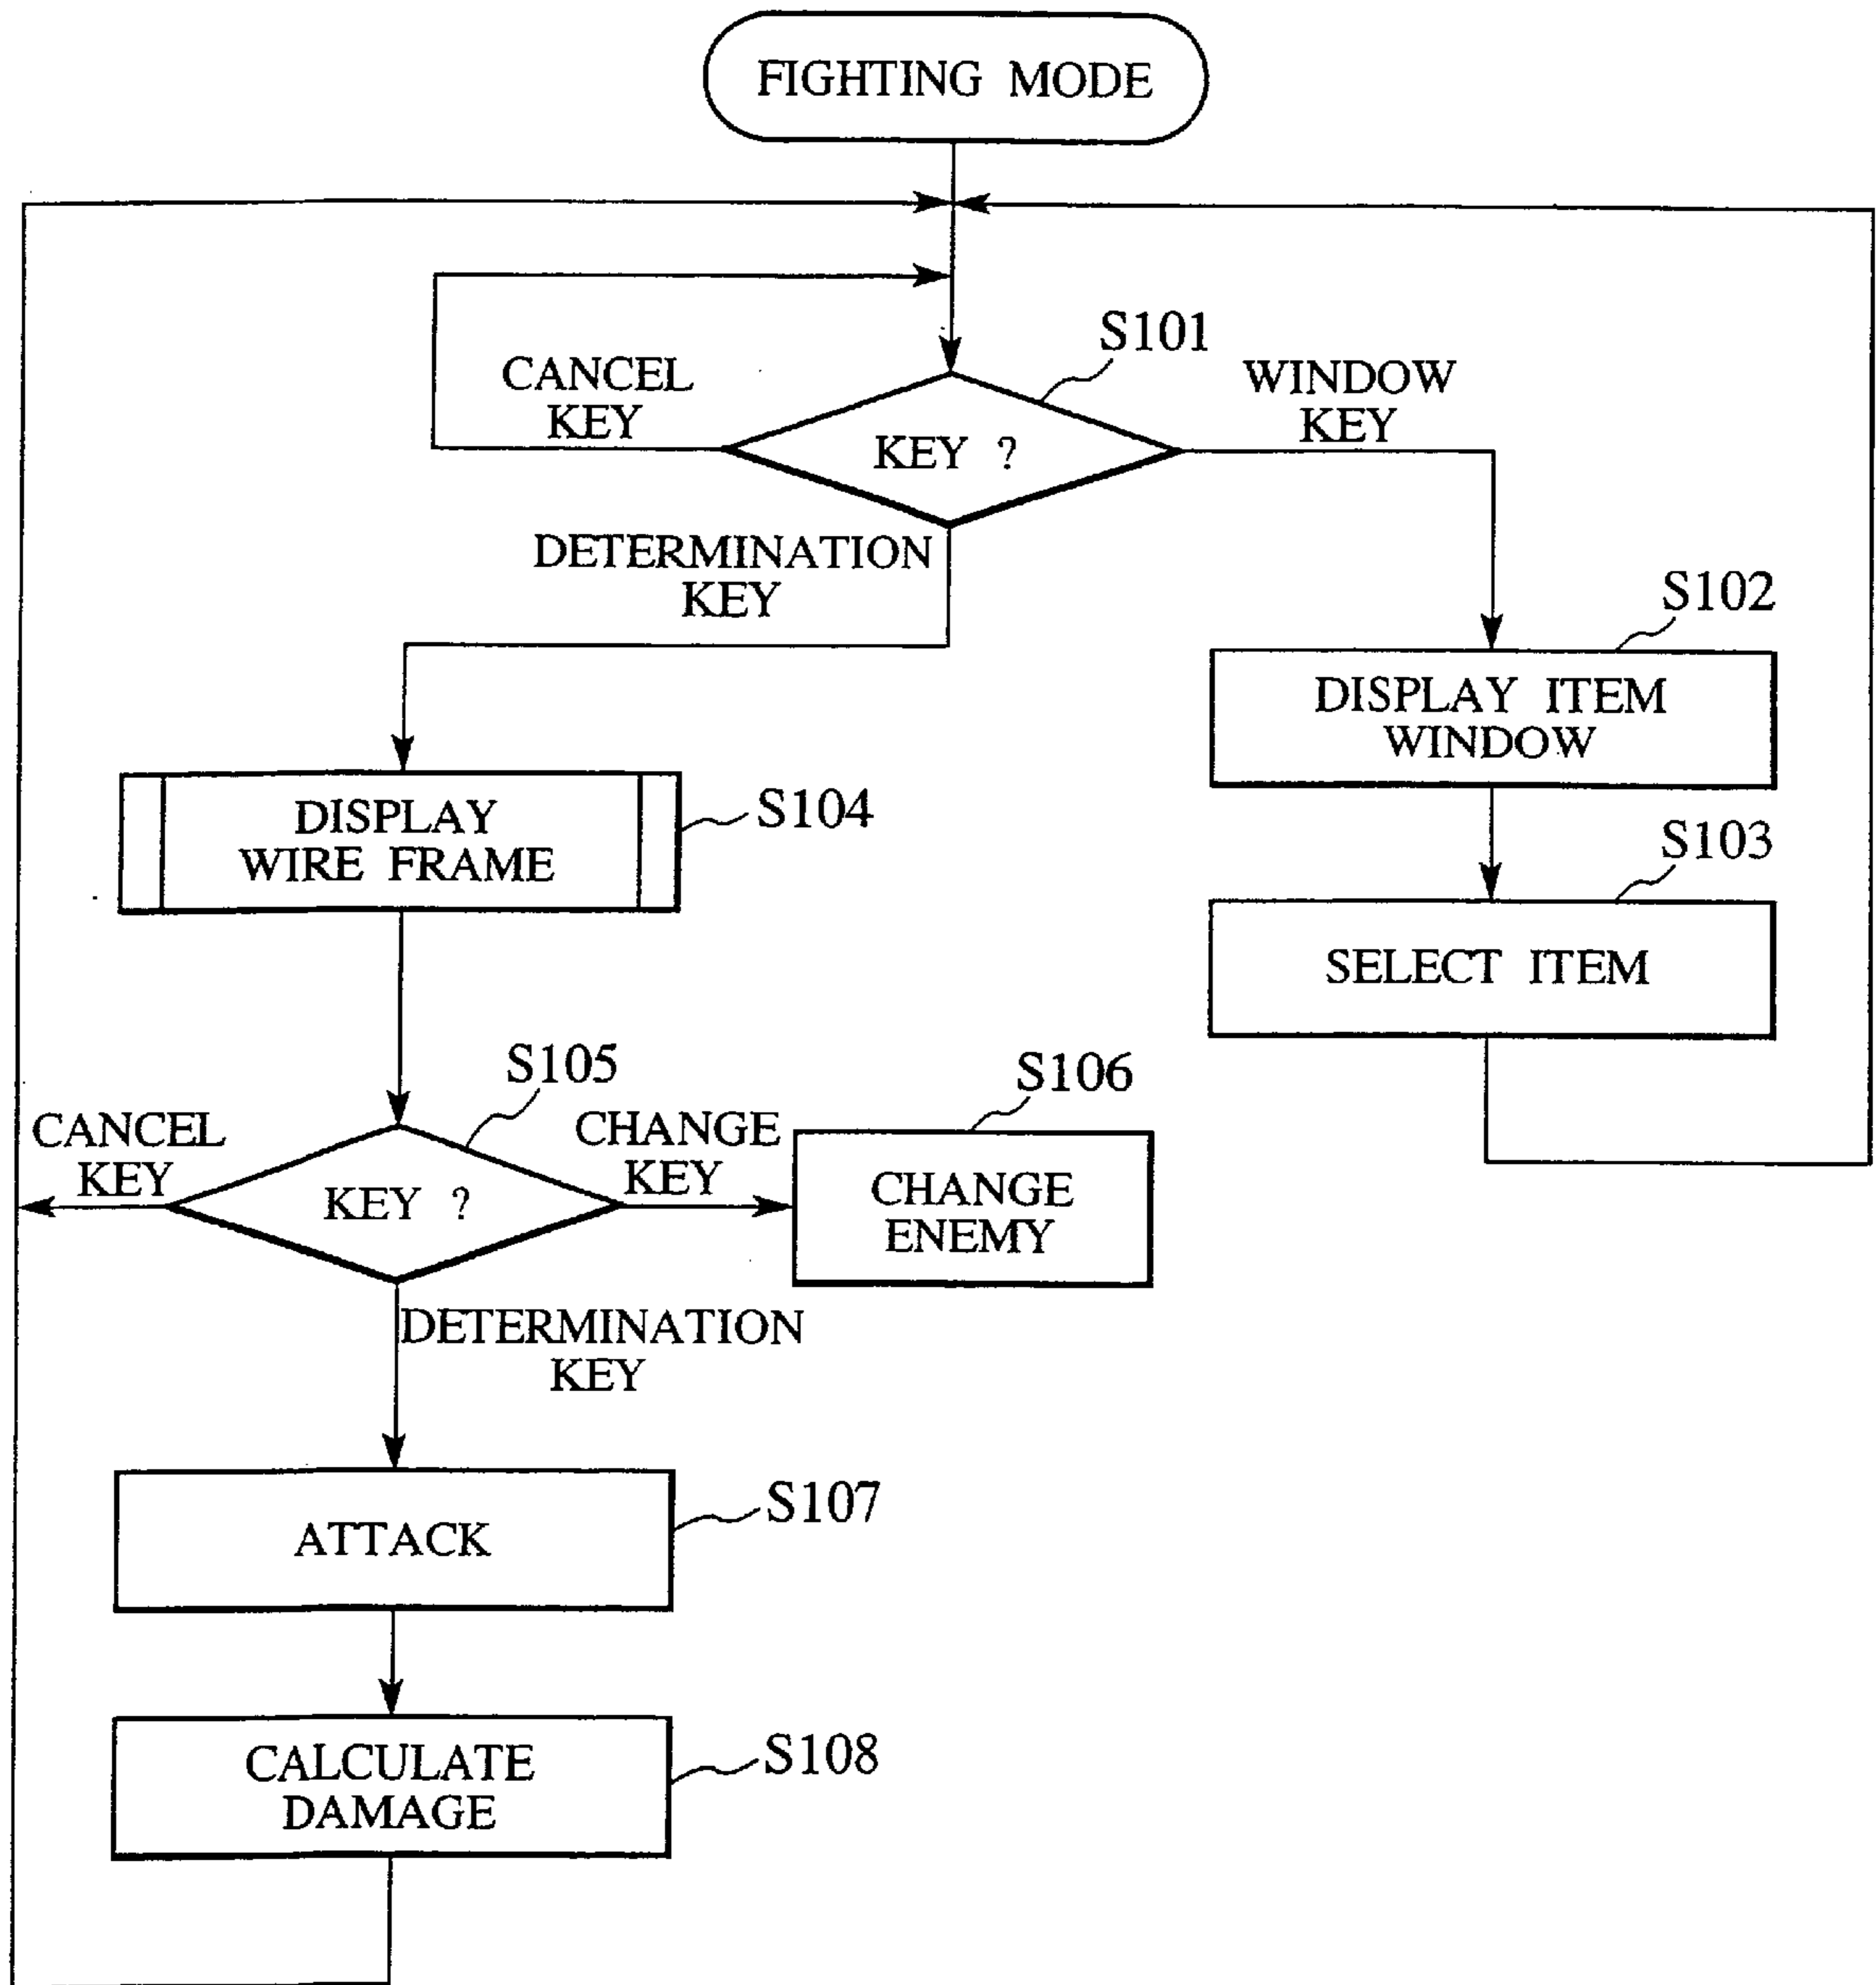 FIGHTING MODE
S101
CANCEL
KEY
WINDOW
KEY
KEY ?
DETERMINATION
KEY
S102
DISPLAY ITEM
WINDOW
S104
DISPLAY
WIRE FRAME
S103
SELECT ITEM
S105
S106
CANCEL
KEY
CHANGE
KEY
KEY ?
CHANGE
ENEMY
DETERMINATION
KEY
S107
ATTACK
S108
CALCULATE
DAMAGE